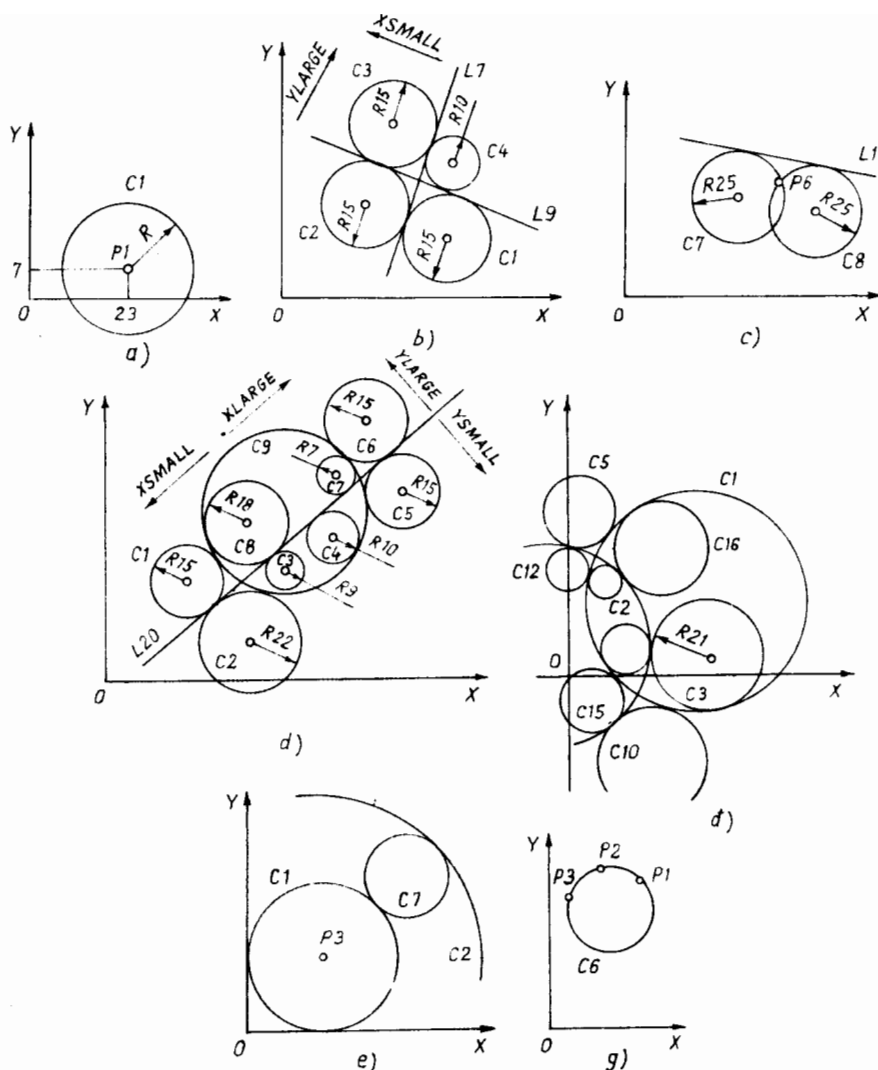 Y
C1
R
P1
7
0
23
X
a)
Y
XSMALL
YLARGE
L7
C3
R15
R10
C4
R15
C2
L9
R15
C1
X
b)
Y
L1
P6
R25
R25
C7
C8
0
X
c)
Y
XLARGE
XSMALL
YLARGE
YSMALL
R15
C9
R7
C6
C7
R18
R15
C5
C8
C4
R10
C1
R15
C3
R9
L20
C2
R22
0
X
d)
Y
C5
C1
C16
C12
C2
R21
0
X
C3
C15
C10
d)
Y
C1
C7
P3
C2
0
X
e)
Y
P2
P3
P1
C6
0
X
g)